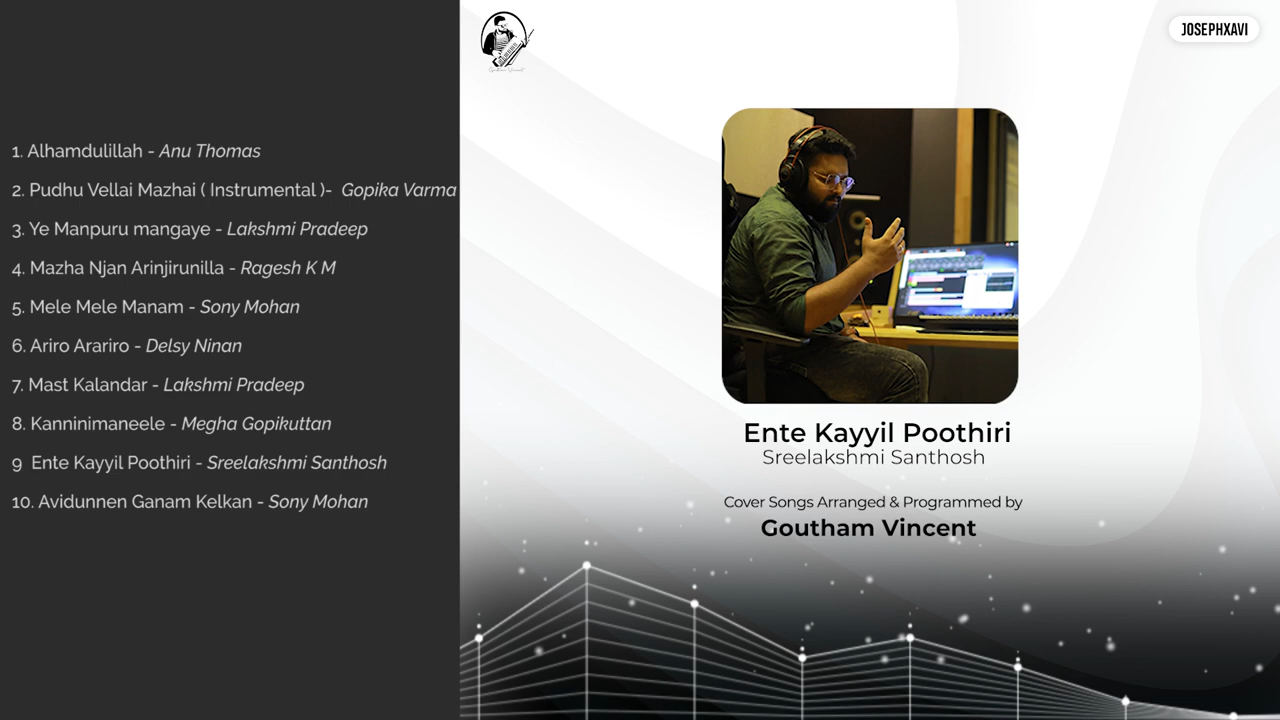 JOSEPHXAVI
1. Alhamdulillah - Anu Thomas
2. Pudhu Vellai Mazhai ( Instrumental )- Gopika Varma
3. Ye Manpuru mangaye - Lakshmi Pradeep
4. Mazha Njan Arinjirunilla - Ragesh K M
5. Mele Mele Manam - Sony Mohan
6. Ariro Arariro - Delsy Ninan
7. Mast Kalandar - Lakshmi Pradeep
8. Kanninimaneele - Megha Gopikuttan
9 Ente Kayyil Poothiri - Sreelakshmi Santhosh
10. Avidunnen Ganam Kelkan - Sony Mohan
Ente Kayyil Poothiri
Sreelakshmi Santhosh
Cover Songs Arranged & Programmed by
Goutham Vincent